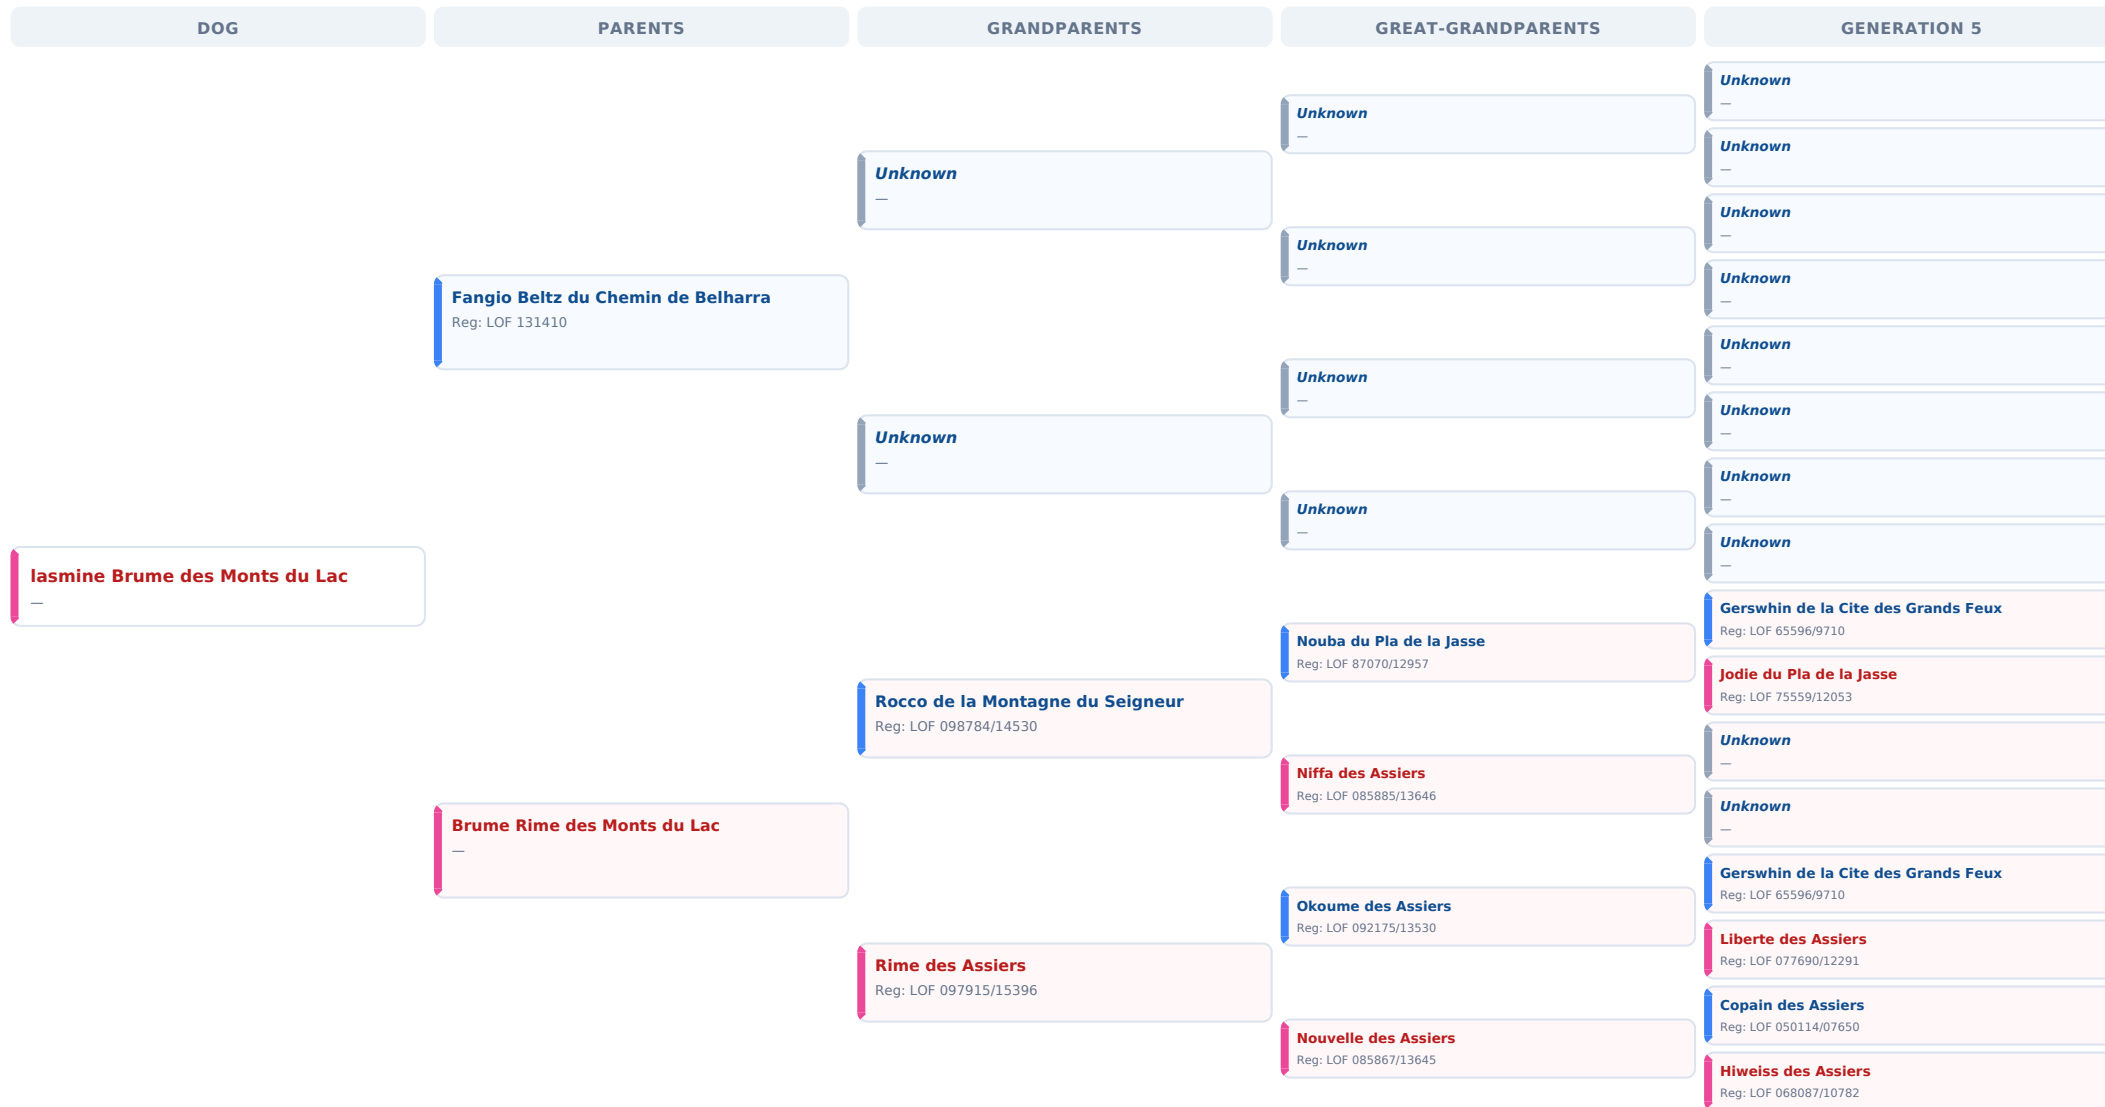 DOG
PARENTS
GRANDPARENTS
GREAT-GRANDPARENTS
GENERATION 5
Iasmine Brume des Monts du Lac
—
Fangio Beltz du Chemin de Belharra
Reg: LOF 131410
Brume Rime des Monts du Lac
—
Unknown
—
Unknown
—
Rocco de la Montagne du Seigneur
Reg: LOF 098784/14530
Rime des Assiers
Reg: LOF 097915/15396
Unknown
—
Unknown
—
Unknown
—
Unknown
—
Nouba du Pla de la Jasse
Reg: LOF 87070/12957
Niffa des Assiers
Reg: LOF 085885/13646
Okoume des Assiers
Reg: LOF 092175/13530
Nouvelle des Assiers
Reg: LOF 085867/13645
Unknown
—
Unknown
—
Unknown
—
Unknown
—
Unknown
—
Unknown
—
Unknown
—
Unknown
—
Gerswhin de la Cite des Grands Feux
Reg: LOF 65596/9710
Jodie du Pla de la Jasse
Reg: LOF 75559/12053
Unknown
—
Unknown
—
Gerswhin de la Cite des Grands Feux
Reg: LOF 65596/9710
Liberte des Assiers
Reg: LOF 077690/12291
Copain des Assiers
Reg: LOF 050114/07650
Hiweiss des Assiers
Reg: LOF 068087/10782